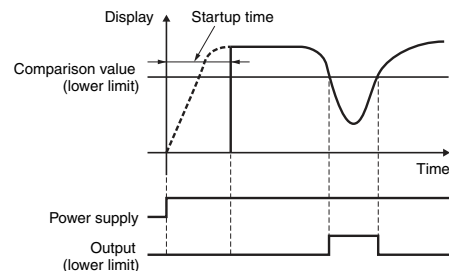 Display
Startup time
Comparison value
(lower limit)
Time
Power supply
Output
(lower limit)